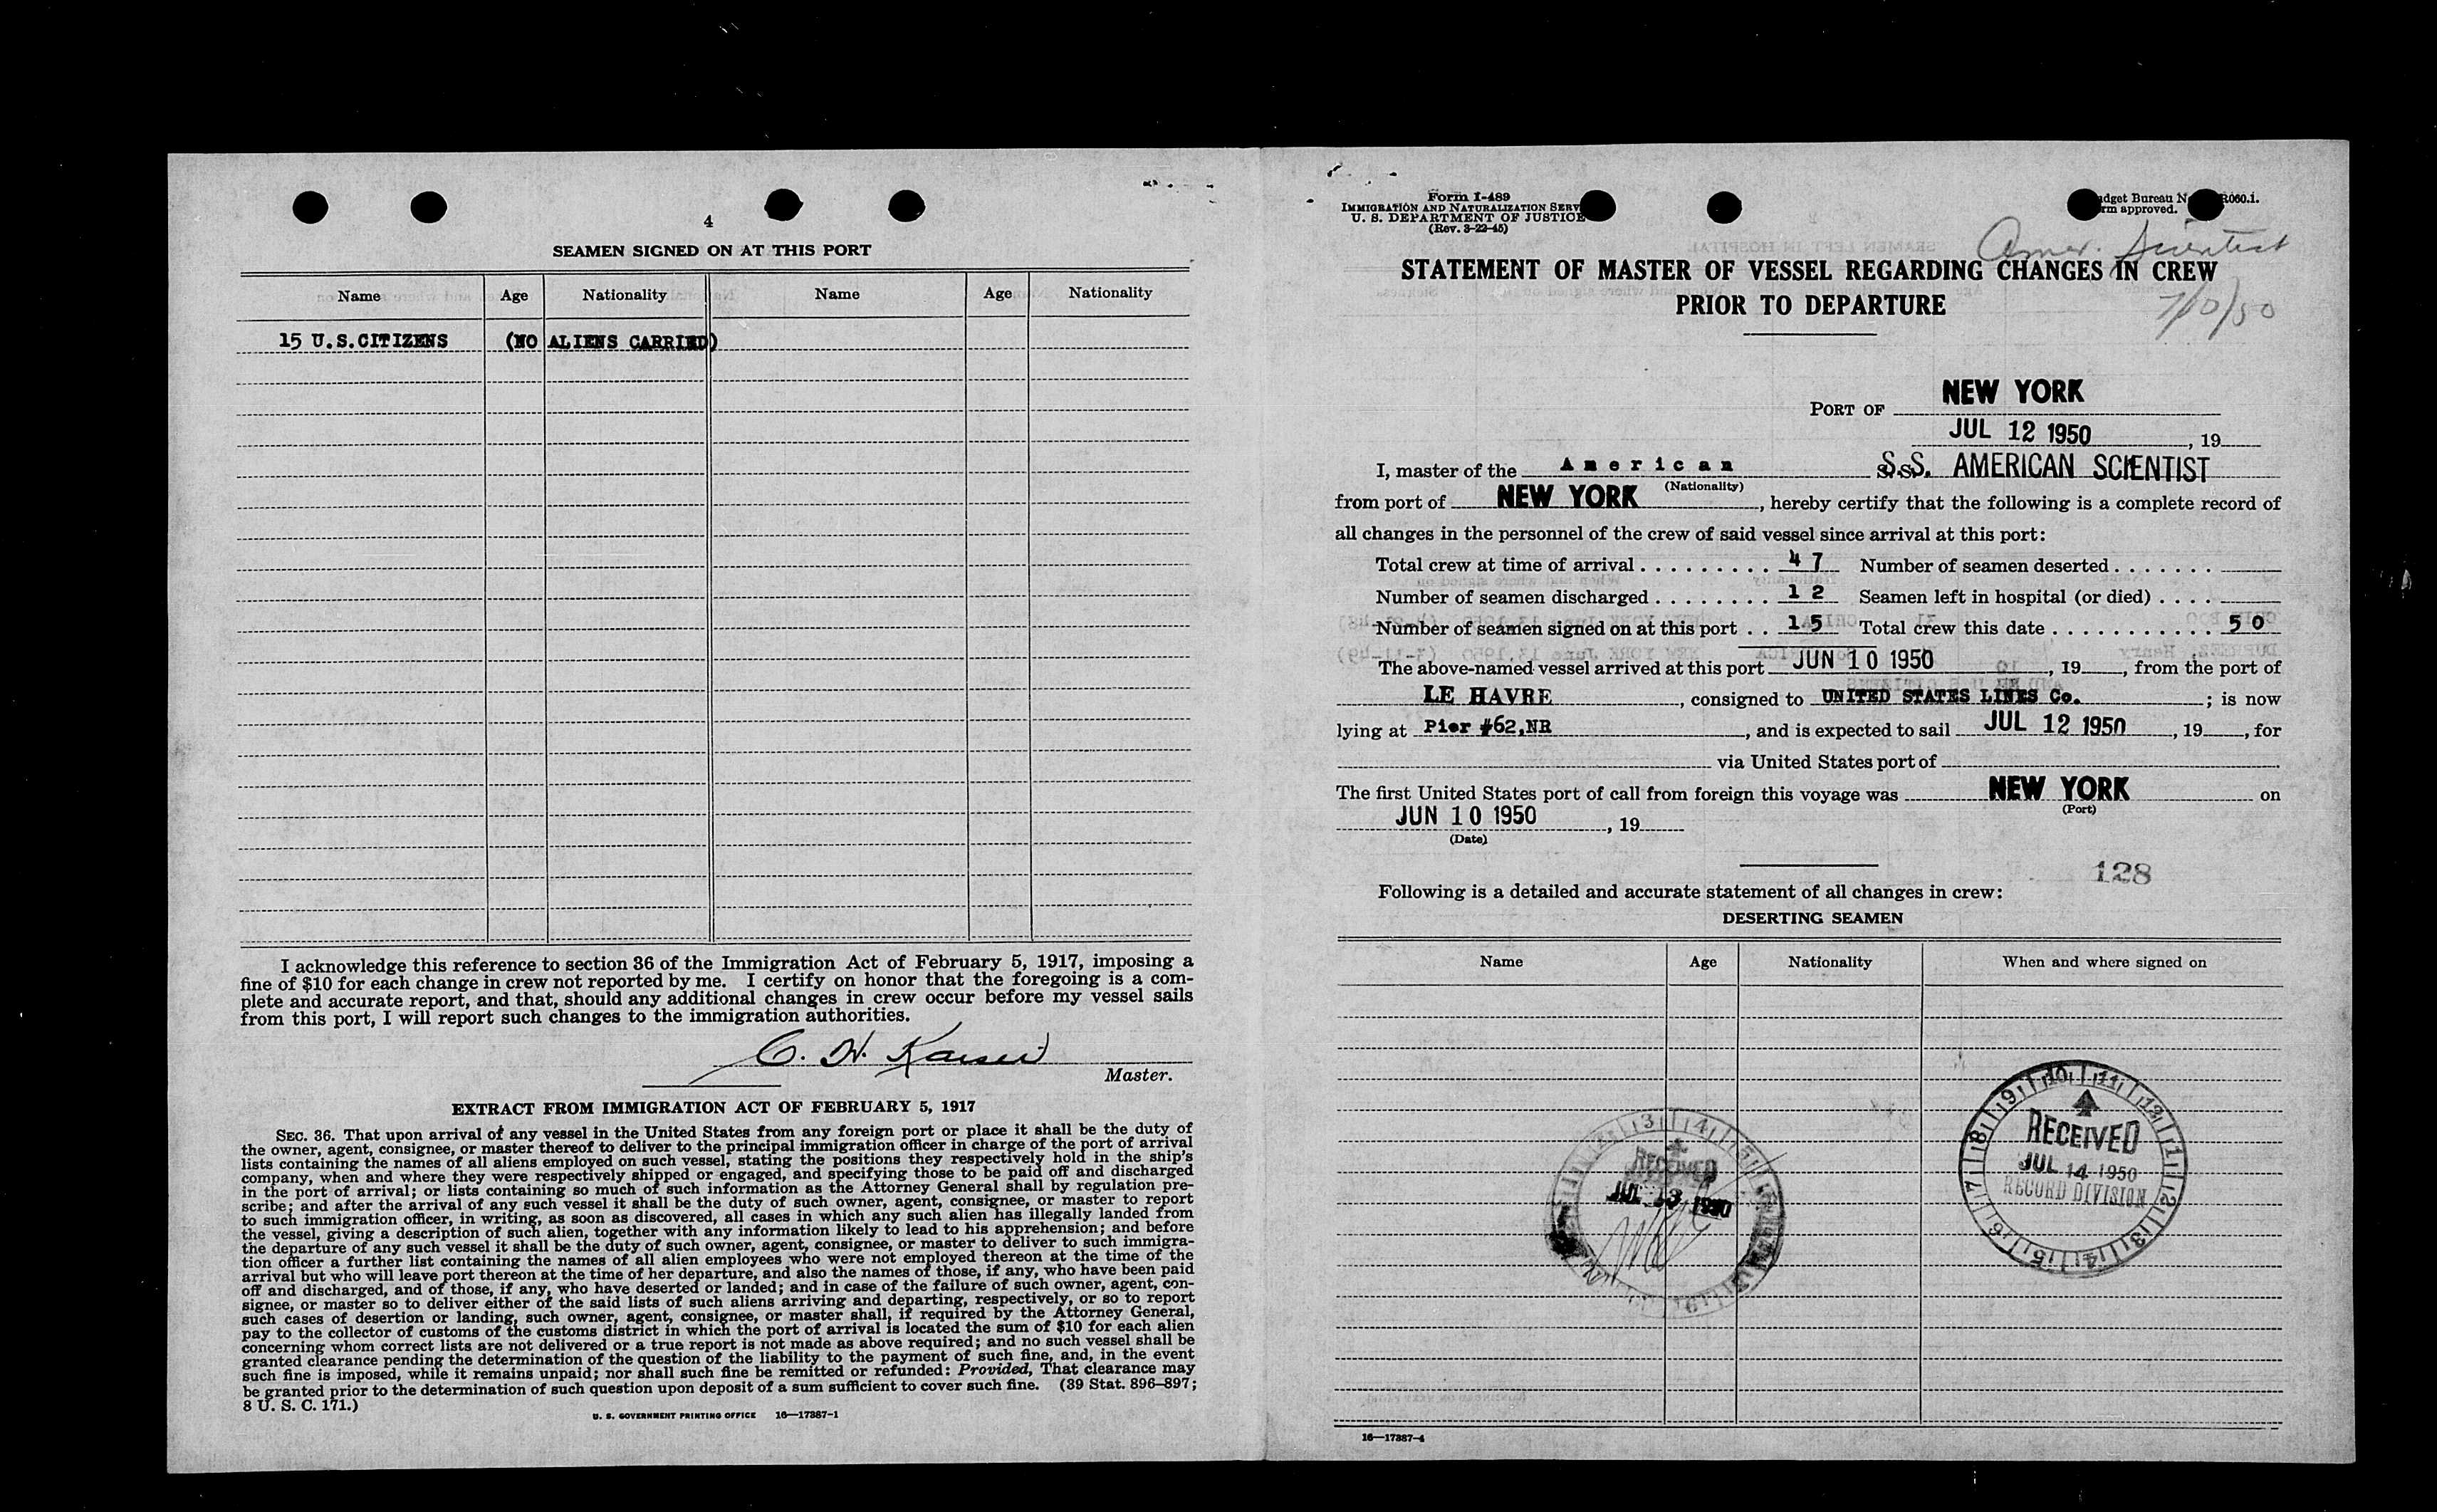 4
SEAMEN SIGNED ON AT THIS PORT
Name Age Nationality Name Age Nationality
15 U.S.CITIZENS (NO ALIENS CARRIED)
I acknowledge this reference to section 36 of the Immigration Act of February 5, 1917, imposing a
fine of $10 for each change in crew not reported by me. I certify on honor that the foregoing is a com-
plete and accurate report, and that, should any additional changes in crew occur before my vessel sails
from this port, I will report such changes to the immigration authorities.
C. W. Kaiser
Master.
EXTRACT FROM IMMIGRATION ACT OF FEBRUARY 5, 1917
SEC. 36. That upon arrival of any vessel in the United States from any foreign port or place it shall be the duty of
the owner, agent, consignee, or master thereof to deliver to the principal immigration officer in charge of the port of arrival
lists containing the names of all aliens employed on such vessel, stating the positions they respectively hold in the ship's
company, when and where they were respectively shipped or engaged, and specifying those to be paid off and discharged
in the port of arrival; or lists containing so much of such information as the Attorney General shall by regulation pre-
scribe; and after the arrival of any such vessel it shall be the duty of such owner, agent, consignee, or master to report
to such immigration officer, in writing, as soon as discovered, all cases in which any such alien has illegally landed from
the vessel, giving a description of such alien, together with any information likely to lead to his apprehension; and before
the departure of any such vessel it shall be the duty of such owner, agent, consignee, or master to deliver to such immigra-
tion officer a further list containing the names of all alien employees who were not employed thereon at the time of the
arrival but who will leave port thereon at the time of her departure, and also the names of those, if any, who have been paid
off and discharged, and of those, if any, who have deserted or landed; and in case of the failure of such owner, agent, con-
signee, or master so to deliver either of the said lists of such aliens arriving and departing, respectively, or so to report
such cases of desertion or landing, such owner, agent, consignee, or master shall, if required by the Attorney General,
pay to the collector of customs of the customs district in which the port of arrival is located the sum of $10 for each alien
concerning whom correct lists are not delivered or a true report is not made as above required; and no such vessel shall be
granted clearance pending the determination of the question of the liability to the payment of such fine, and, in the event
such fine is imposed, while it remains unpaid; nor shall such fine be remitted or refunded: Provided, That clearance may
be granted prior to the determination of such question upon deposit of a sum sufficient to cover such fine. (39 Stat. 896–897;
8 U. S. C. 171.)
U. S. GOVERNMENT PRINTING OFFICE 16—17387-1
Form I-489
IMMIGRATION AND NATURALIZATION SERV
U. S. DEPARTMENT OF JUSTICE
(Rev. 3-22-45)
dget Bureau N R060.1.
rm approved.
Amer. Scientist
STATEMENT OF MASTER OF VESSEL REGARDING CHANGES IN CREW
PRIOR TO DEPARTURE
7/10/50
PORT OF NEW YORK
JUL 12 1950, 19
I, master of the American S.S. AMERICAN SCIENTIST
(Nationality)
from port of NEW YORK, hereby certify that the following is a complete record of
all changes in the personnel of the crew of said vessel since arrival at this port:
Total crew at time of arrival 47 Number of seamen deserted
Number of seamen discharged 12 Seamen left in hospital (or died)
Number of seamen signed on at this port 15 Total crew this date 50
The above-named vessel arrived at this port JUN 10 1950, 19, from the port of
LE HAVRE, consigned to UNITED STATES LINES Co.; is now
lying at Pier #62,NR, and is expected to sail JUL 12 1950, 19, for
via United States port of
The first United States port of call from foreign this voyage was NEW YORK on
(Port)
JUN 10 1950, 19
(Date)
128
Following is a detailed and accurate statement of all changes in crew:
DESERTING SEAMEN
Name Age Nationality When and where signed on
RECEIVED
JUL 13 1950
RECEIVED
JUL 14 1950
RECORD DIVISION
16—17387-4